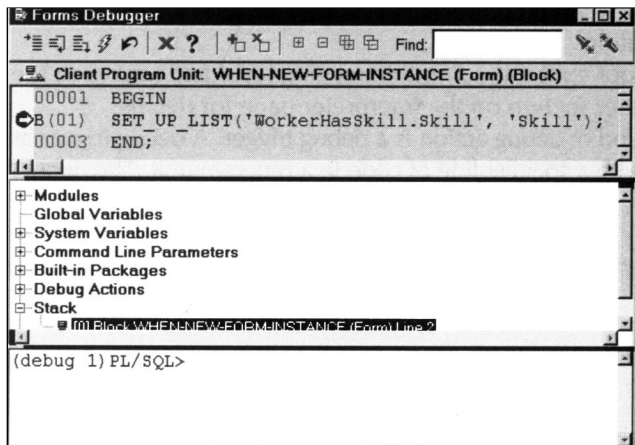 Forms Debugger
Find:
Client Program Unit: WHEN-NEW-FORM-INSTANCE (Form) (Block)
00001 BEGIN
B(01) SET_UP_LIST('WorkerHasSkill.Skill', 'Skill');
00003 END;
Modules
Global Variables
System Variables
Command Line Parameters
Built-in Packages
Debug Actions
Stack
[0] Block WHEN-NEW-FORM-INSTANCE (Form) Line 2
(debug 1)PL/SQL>